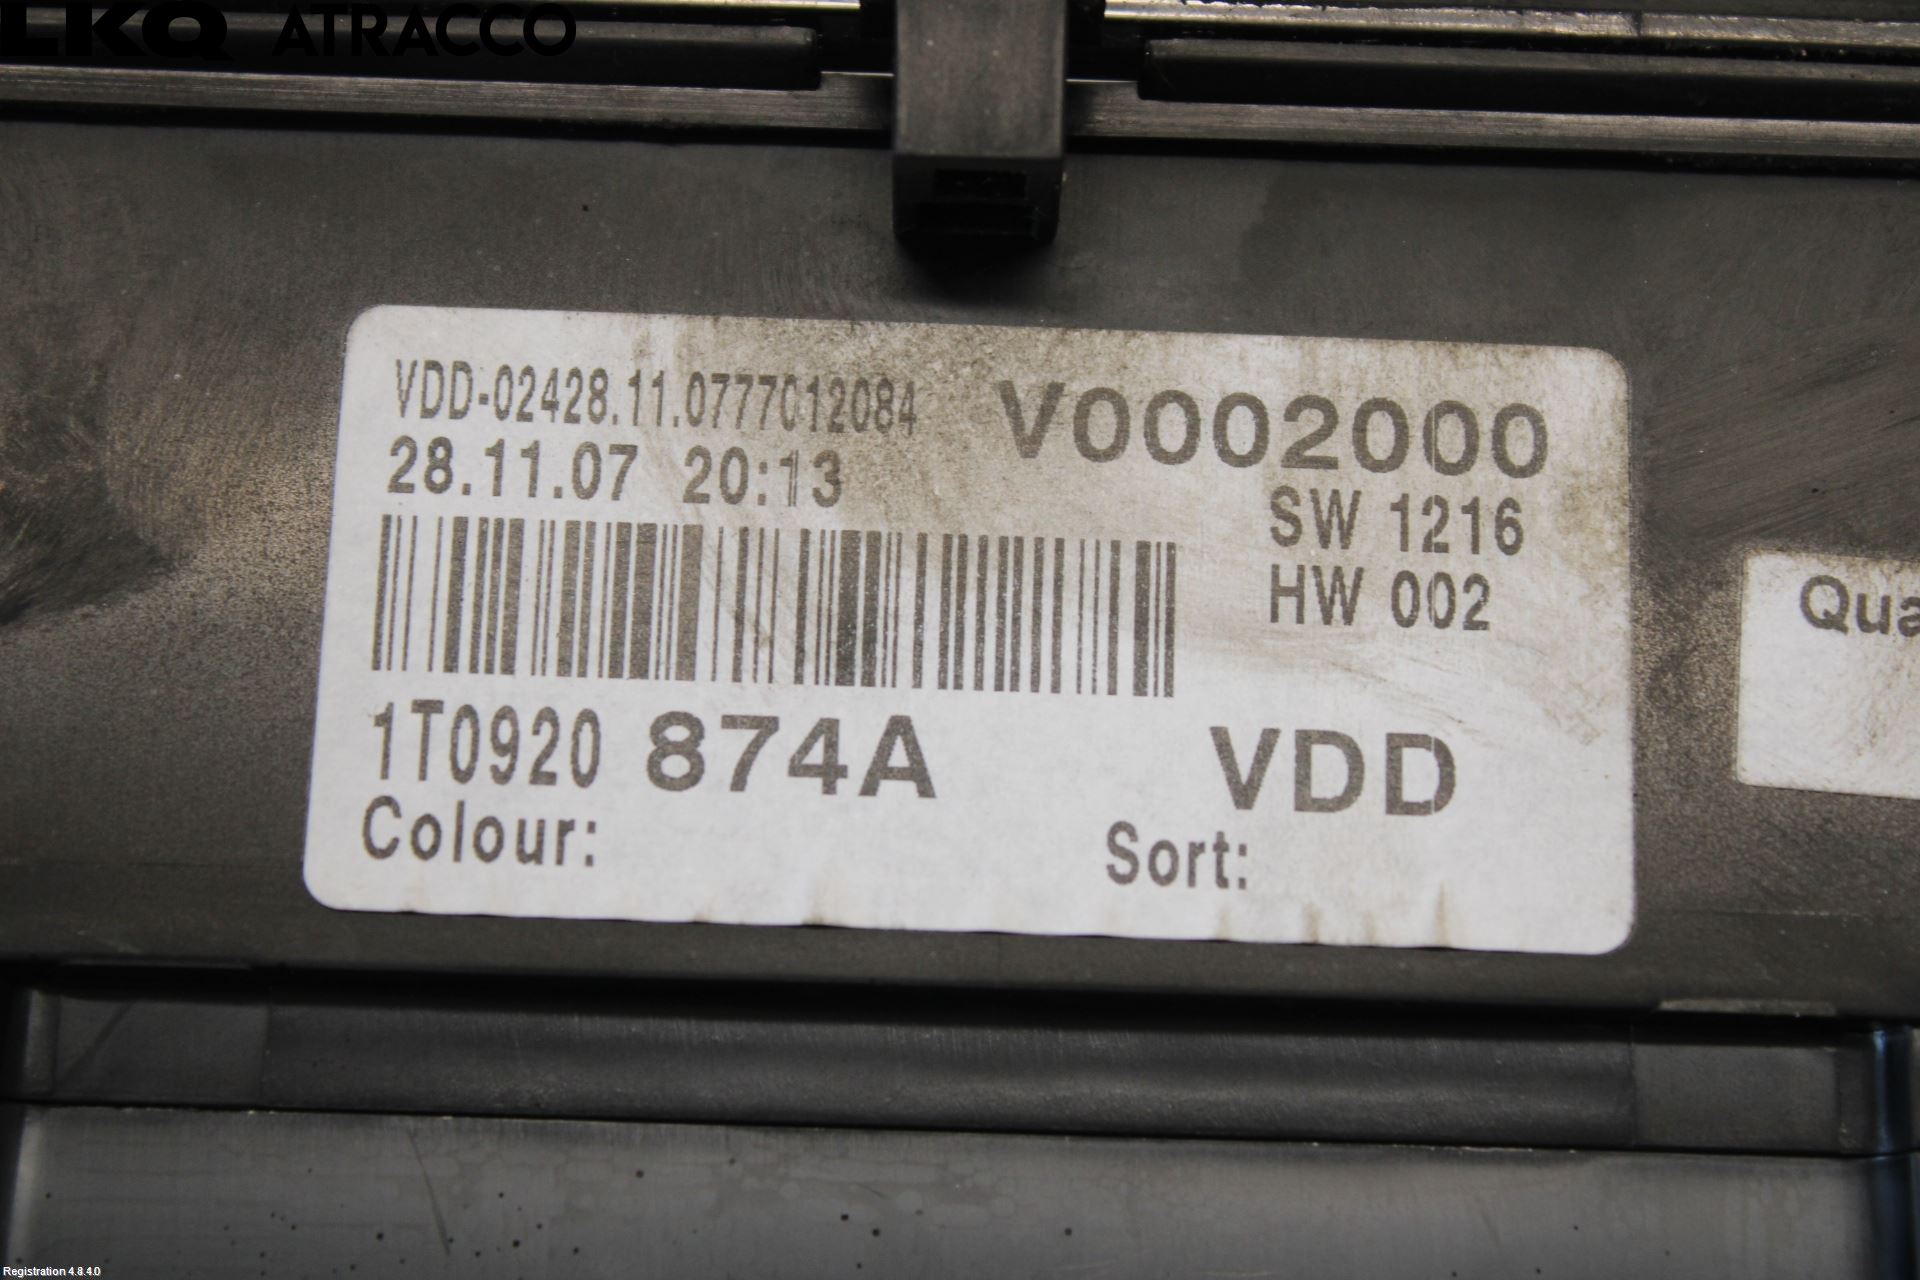 LKQ ATRACCO
VDD-02428.11.0777012084
V0002000
28.11.07 20:13
SW 1216
HW 002
1T0920 874A
VDD
Colour:
Sort:
Qua
Registration 4.8.4.0